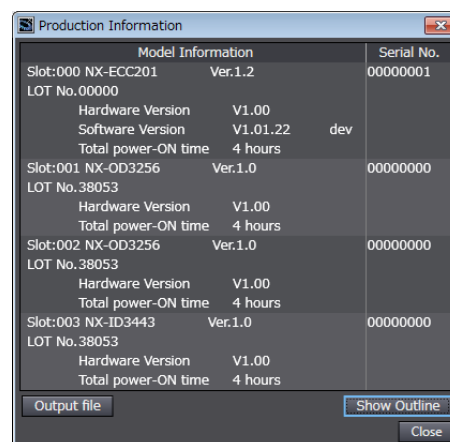 Production Information
Model Information Serial No.
Slot:000 NX-ECC201 Ver.1.2 00000001
LOT No.00000
Hardware Version V1.00
Software Version V1.01.22 dev
Total power-ON time 4 hours
Slot:001 NX-OD3256 Ver.1.0 00000000
LOT No.38053
Hardware Version V1.00
Total power-ON time 4 hours
Slot:002 NX-OD3256 Ver.1.0 00000000
LOT No.38053
Hardware Version V1.00
Total power-ON time 4 hours
Slot:003 NX-ID3443 Ver.1.0 00000000
LOT No.38053
Hardware Version V1.00
Total power-ON time 4 hours
Output file Show Outline
Close